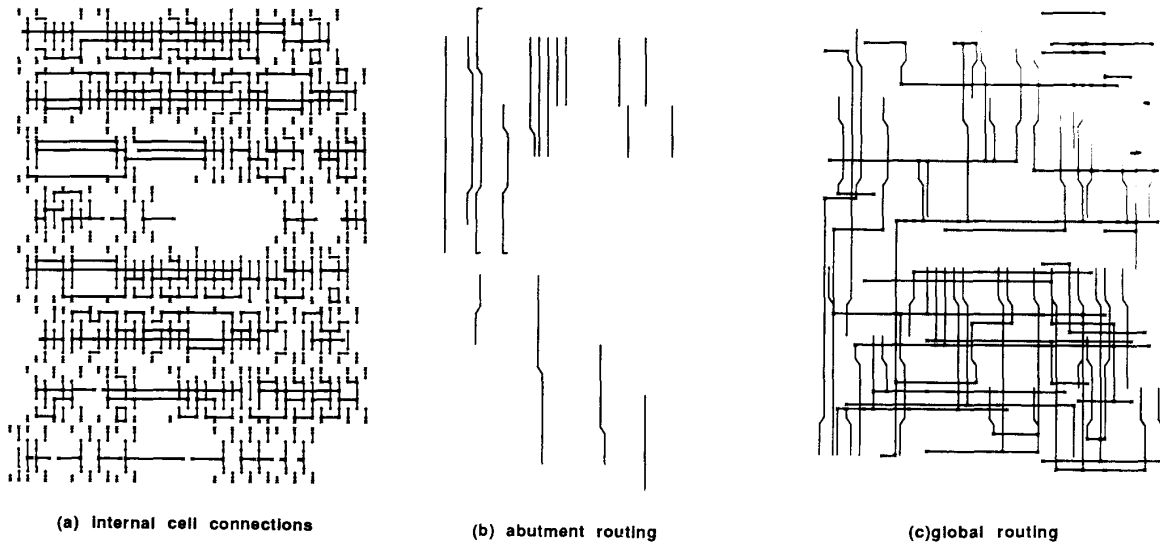 (a) internal cell connections
(b) abutment routing
(c)global routing